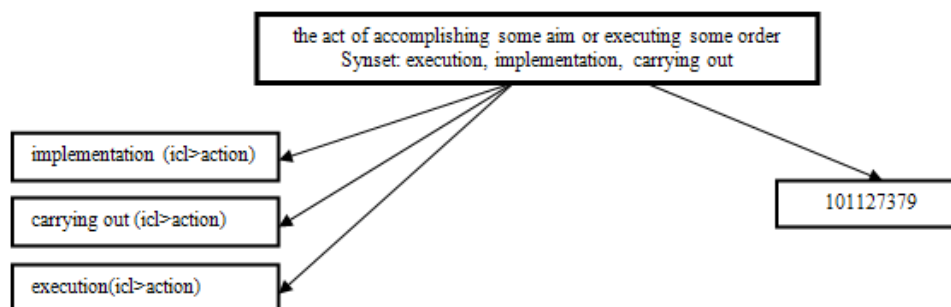 the act of accomplishing some aim or executing some order
Synset: execution, implementation, carrying out
implementation (icl>action)
carrying out (icl>action)
execution(icl>action)
101127379